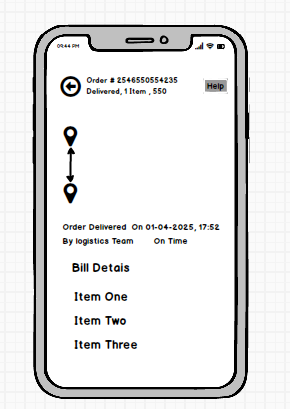 09:44 PM
Order # 2546550554235
Delivered, 1 Item , 550
Help
Order Delivered On 01-04-2025, 17:52
By logistics Team On Time
Bill Detais
Item One
Item Two
Item Three